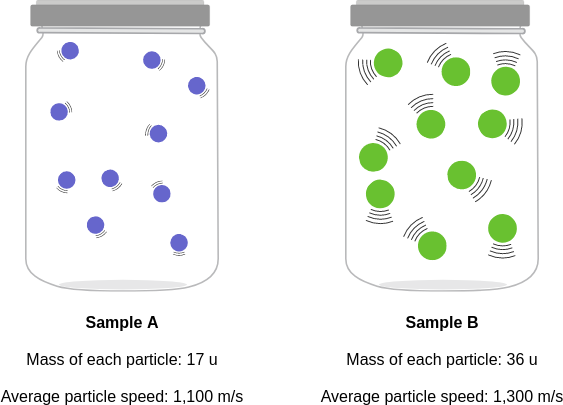 Sample A
Mass of each particle: 17 u
Average particle speed: 1,100 m/s
Sample B
Mass of each particle: 36 u
Average particle speed: 1,300 m/s